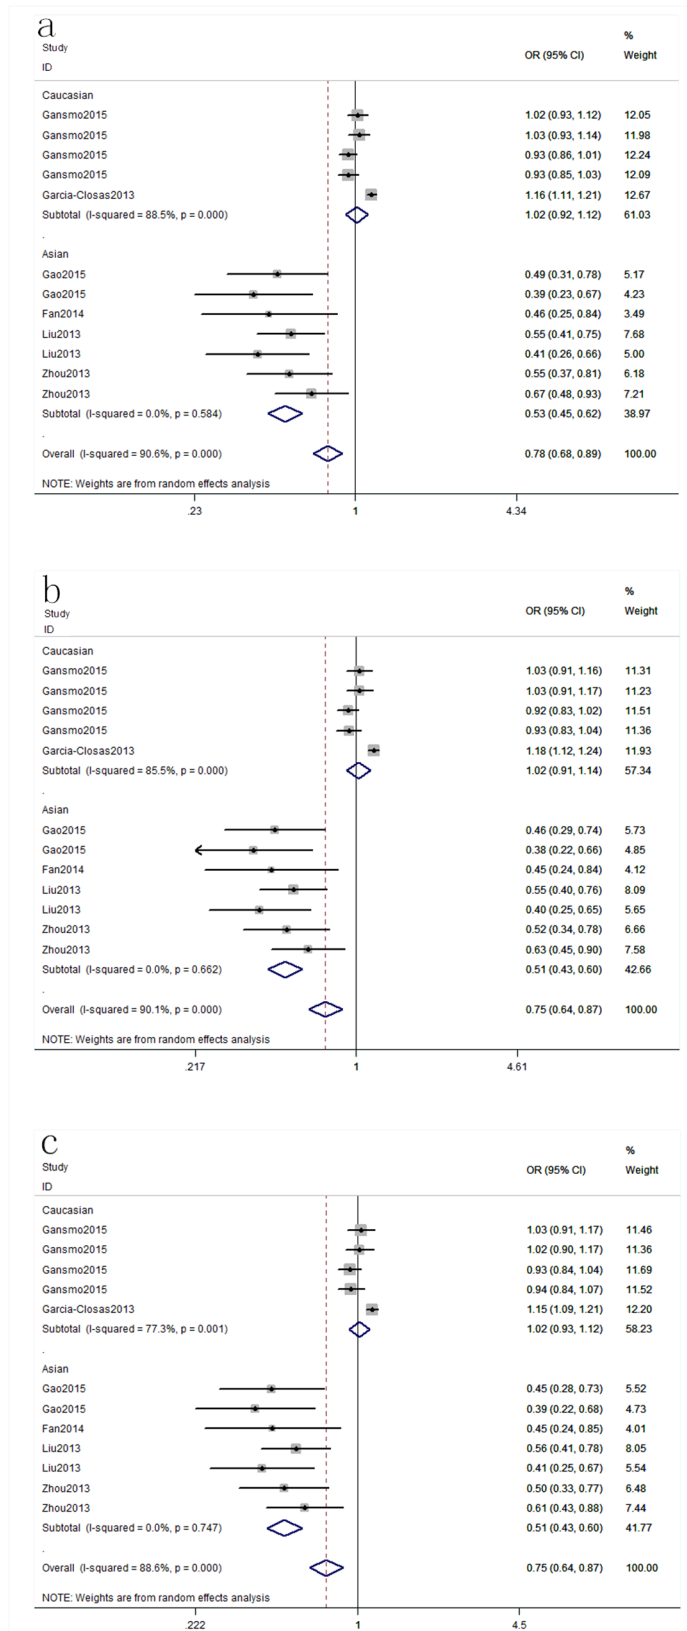 a
%
Study
OR (95% CI) Weight
ID
Caucasian
Gansmo2015 1.02 (0.93, 1.12) 12.05
Gansmo2015 1.03 (0.93, 1.14) 11.98
Gansmo2015 0.93 (0.86, 1.01) 12.24
Gansmo2015 0.93 (0.85, 1.03) 12.09
Garcia-Closas2013 1.16 (1.11, 1.21) 12.67
Subtotal (I-squared = 88.5%, p = 0.000) 1.02 (0.92, 1.12) 61.03
.
Asian
Gao2015 0.49 (0.31, 0.78) 5.17
Gao2015 0.39 (0.23, 0.67) 4.23
Fan2014 0.46 (0.25, 0.84) 3.49
Liu2013 0.55 (0.41, 0.75) 7.68
Liu2013 0.41 (0.26, 0.66) 5.00
Zhou2013 0.55 (0.37, 0.81) 6.18
Zhou2013 0.67 (0.48, 0.93) 7.21
Subtotal (I-squared = 0.0%, p = 0.584) 0.53 (0.45, 0.62) 38.97
.
Overall (I-squared = 90.6%, p = 0.000) 0.78 (0.68, 0.89) 100.00
NOTE: Weights are from random effects analysis
.23 1 4.34
b
%
Study OR (95% CI) Weight
ID
Caucasian
Gansmo2015 1.03 (0.91, 1.16) 11.31
Gansmo2015 1.03 (0.91, 1.17) 11.23
Gansmo2015 0.92 (0.83, 1.02) 11.51
Gansmo2015 0.93 (0.83, 1.04) 11.36
Garcia-Closas2013 1.18 (1.12, 1.24) 11.93
Subtotal (I-squared = 85.5%, p = 0.000) 1.02 (0.91, 1.14) 57.34
.
Asian
Gao2015 0.46 (0.29, 0.74) 5.73
Gao2015 0.38 (0.22, 0.66) 4.85
Fan2014 0.45 (0.24, 0.84) 4.12
Liu2013 0.55 (0.40, 0.76) 8.09
Liu2013 0.40 (0.25, 0.65) 5.65
Zhou2013 0.52 (0.34, 0.78) 6.66
Zhou2013 0.63 (0.45, 0.90) 7.58
Subtotal (I-squared = 0.0%, p = 0.662) 0.51 (0.43, 0.60) 42.66
.
Overall (I-squared = 90.1%, p = 0.000) 0.75 (0.64, 0.87) 100.00
NOTE: Weights are from random effects analysis
.217 1 4.61
c
%
Study OR (95% CI) Weight
ID
Caucasian
Gansmo2015 1.03 (0.91, 1.17) 11.46
Gansmo2015 1.02 (0.90, 1.17) 11.36
Gansmo2015 0.93 (0.84, 1.04) 11.69
Gansmo2015 0.94 (0.84, 1.07) 11.52
Garcia-Closas2013 1.15 (1.09, 1.21) 12.20
Subtotal (I-squared = 77.3%, p = 0.001) 1.02 (0.93, 1.12) 58.23
.
Asian
Gao2015 0.45 (0.28, 0.73) 5.52
Gao2015 0.39 (0.22, 0.68) 4.73
Fan2014 0.45 (0.24, 0.85) 4.01
Liu2013 0.56 (0.41, 0.78) 8.05
Liu2013 0.41 (0.25, 0.67) 5.54
Zhou2013 0.50 (0.33, 0.77) 6.48
Zhou2013 0.61 (0.43, 0.88) 7.44
Subtotal (I-squared = 0.0%, p = 0.747) 0.51 (0.43, 0.60) 41.77
.
Overall (I-squared = 88.6%, p = 0.000) 0.75 (0.64, 0.87) 100.00
NOTE: Weights are from random effects analysis
.222 1 4.5